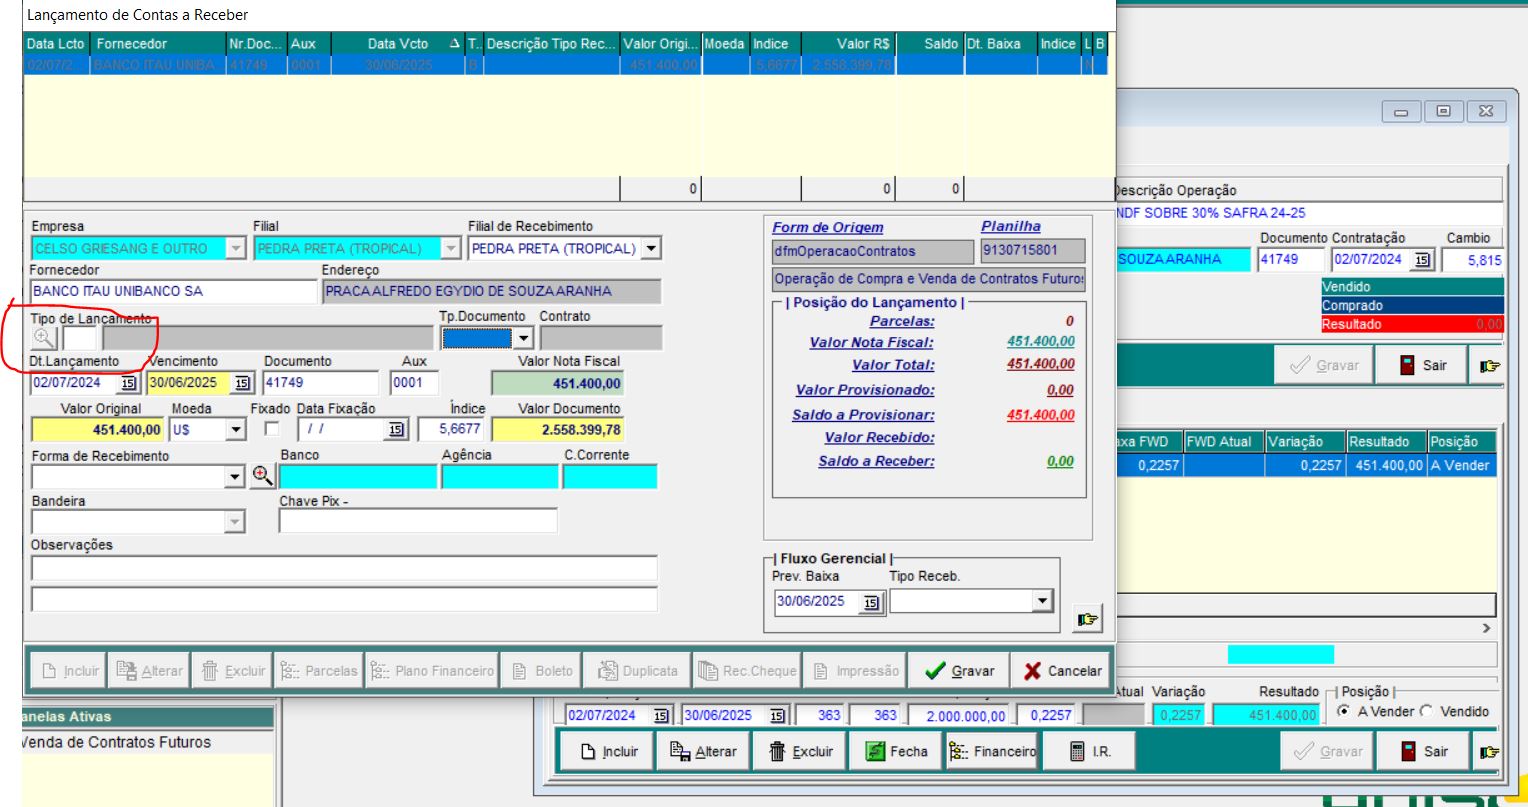 Lançamento de Contas a Receber
Data Lcto Fornecedor Nr.Doc... Aux Data Vcto T.. Descrição Tipo Rec... Valor Origi... Moeda Indice Valor R$ Saldo Dt. Baixa Indice L B
02/07/2... BANCO ITAU UNIBA 41749 0001 30/06/2025 B 451.400,00 5,6677 2.558.399,78 N
0 0 0
Empresa Filial Filial de Recebimento
CELSO GRIESANG E OUTRO PEDRA PRETA (TROPICAL) PEDRA PRETA (TROPICAL)
Fornecedor Endereço
BANCO ITAU UNIBANCO SA PRACA ALFREDO EGYDIO DE SOUZA ARANHA
Tipo de Lançamento Tp.Documento Contrato
Dt.Lançamento Vencimento Documento Aux Valor Nota Fiscal
02/07/2024 15 30/06/2025 15 41749 0001 451.400,00
Valor Original Moeda Fixado Data Fixação Índice Valor Documento
451.400,00 U$ / / 15 5,6677 2.558.399,78
Forma de Recebimento Banco Agência C.Corrente
Bandeira Chave Pix -
Observações
Form de Origem Planilha
dfmOperacaoContratos 9130715801
Operação de Compra e Venda de Contratos Futuro
| Posição do Lançamento |
Parcelas: 0
Valor Nota Fiscal: 451.400,00
Valor Total: 451.400,00
Valor Provisionado: 0,00
Saldo a Provisionar: 451.400,00
Valor Recebido:
Saldo a Receber: 0,00
| Fluxo Gerencial |
Prev. Baixa Tipo Receb.
30/06/2025 15
Incluir Alterar Excluir Parcelas Plano Financeiro Boleto Duplicata Rec.Cheque Impressão Gravar Cancelar
Descrição Operação
NDF SOBRE 30% SAFRA 24-25
Documento Contratação Cambio
SOUZA ARANHA 41749 02/07/2024 15 5,815
Vendido
Comprado
Resultado 0,00
Gravar Sair
axa FWD FWD Atual Variação Resultado Posição
0,2257 0,2257 451.400,00 A Vender
Atual Variação Resultado | Posição |
02/07/2024 15 30/06/2025 15 363 363 2.000.000,00 0,2257 0,2257 451.400,00 A Vender Vendido
Incluir Alterar Excluir Fecha Financeiro I.R. Gravar Sair
anelas Ativas
Venda de Contratos Futuros